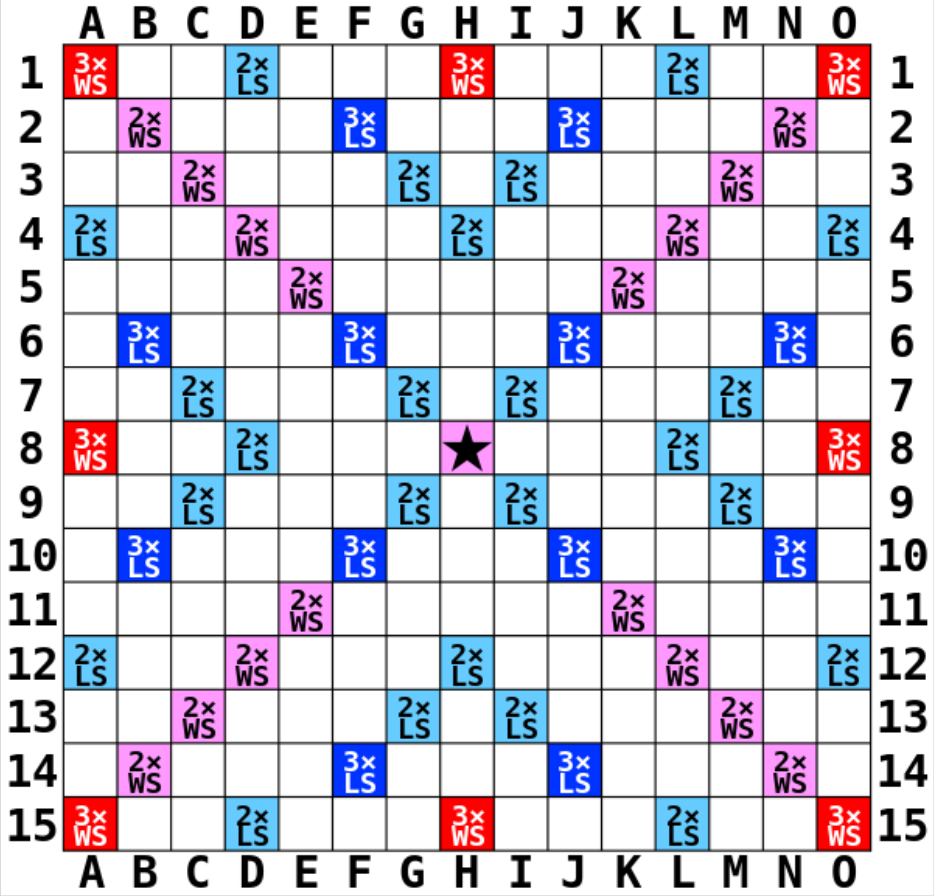 A B C D E F G H I J K L M N O
1 3× WS 2× LS 3× WS 2× LS 3× WS 1
2 2× WS 3× LS 3× LS 2× WS 2
3 2× WS 2× LS 2× LS 2× WS 3
4 2× LS 2× WS 2× LS 2× WS 2× LS 4
5 2× WS 2× WS 5
6 3× LS 3× LS 3× LS 3× LS 6
7 2× LS 2× LS 2× LS 2× LS 7
8 3× WS 2× LS 2× LS 3× WS 8
9 2× LS 2× LS 2× LS 2× LS 9
10 3× LS 3× LS 3× LS 3× LS 10
11 2× WS 2× WS 11
12 2× LS 2× WS 2× LS 2× WS 2× LS 12
13 2× WS 2× LS 2× LS 2× WS 13
14 2× WS 3× LS 3× LS 2× WS 14
15 3× WS 2× LS 3× WS 2× LS 3× WS 15
A B C D E F G H I J K L M N O